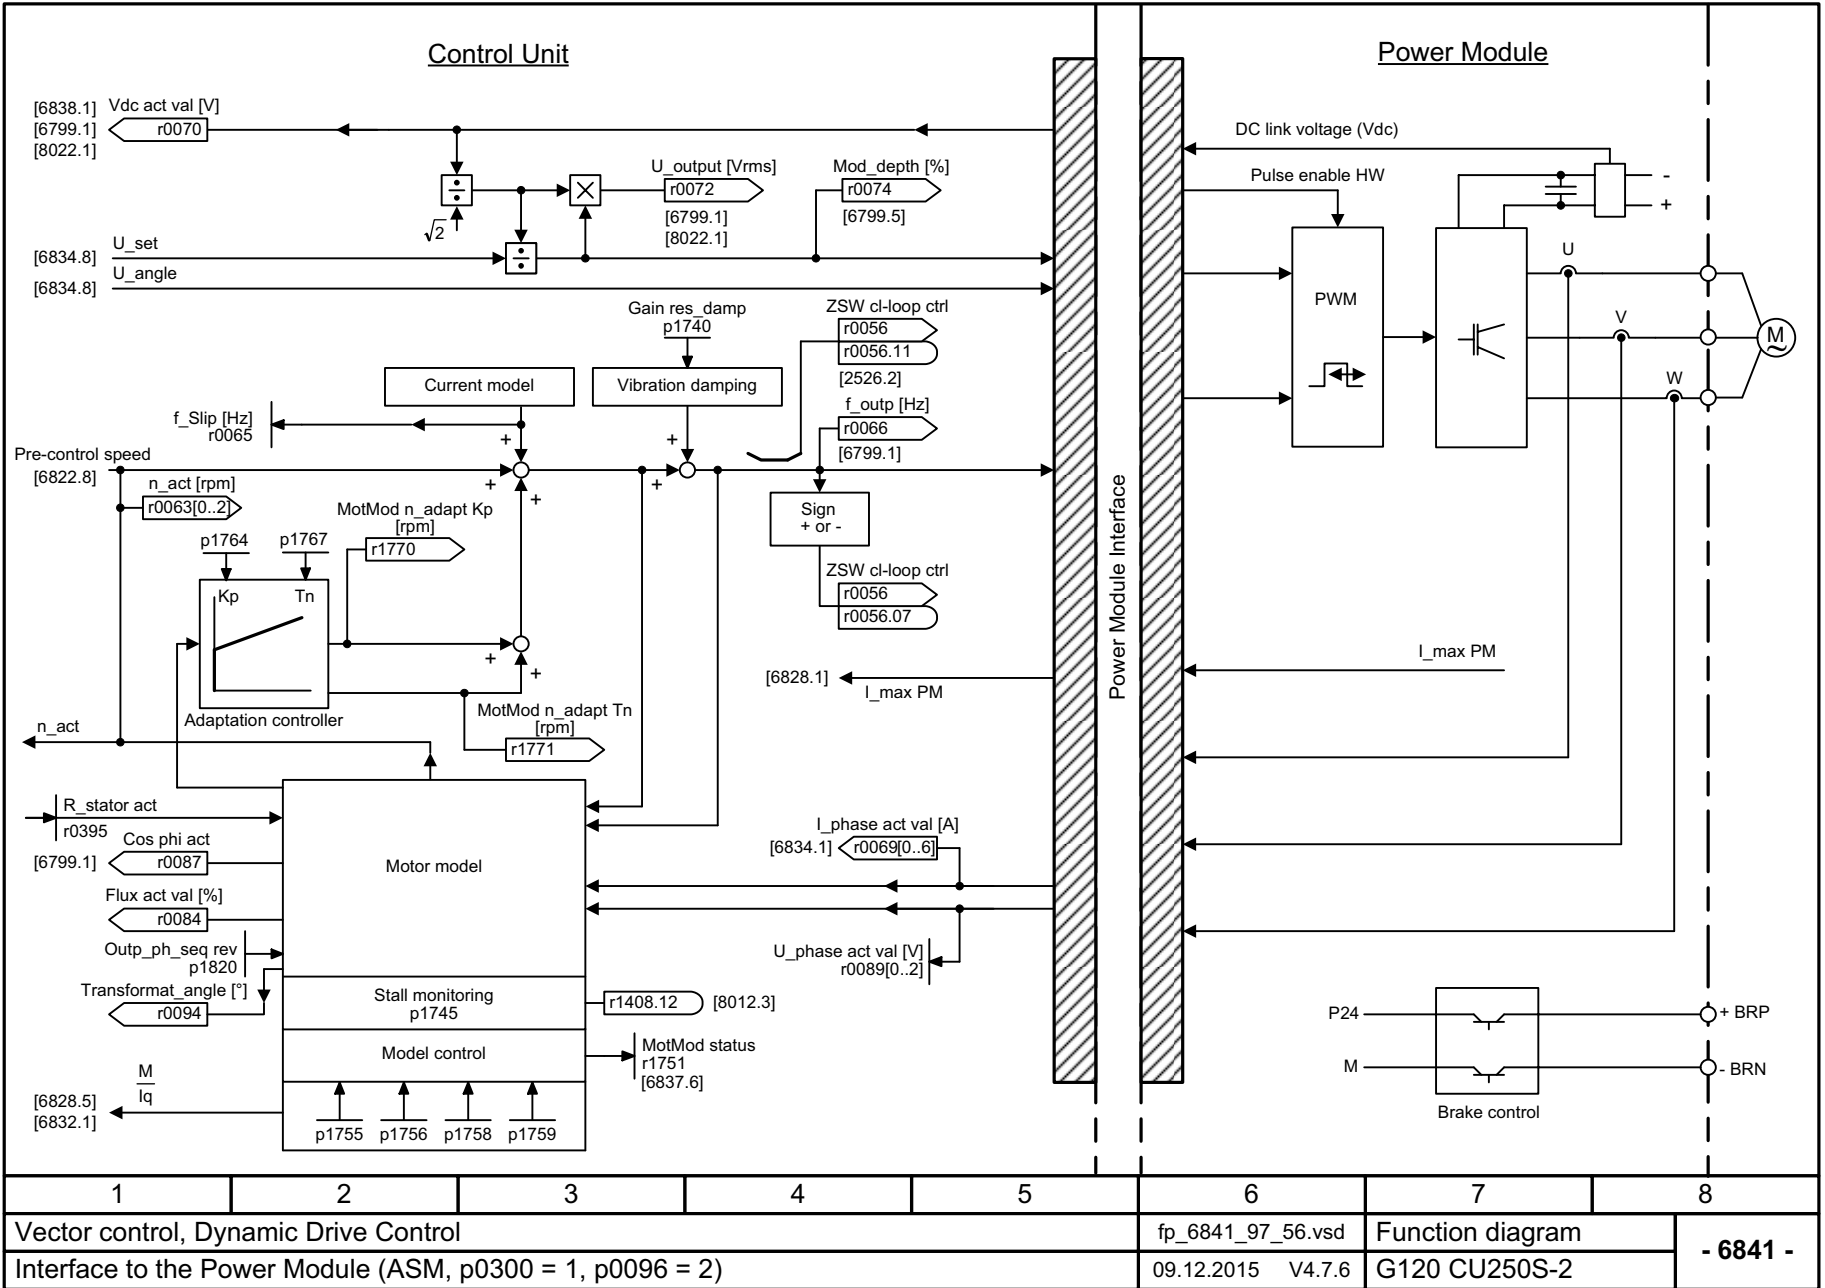 Control Unit
Power Module
[6838.1]
[6799.1]
[8022.1]
Vdc act val [V]
r0070
÷
√2
×
U_output [Vrms]
r0072
[6799.1]
[8022.1]
Mod_depth [%]
r0074
[6799.5]
U_set
[6834.8]
÷
U_angle
[6834.8]
Gain res_damp
p1740
Vibration damping
Current model
ZSW cl-loop ctrl
r0056
r0056.11
[2526.2]
f_outp [Hz]
r0066
[6799.1]
f_Slip [Hz]
r0065
Pre-control speed
[6822.8]
+
+
+
+
+
n_act [rpm]
r0063[0..2]
MotMod n_adapt Kp
[rpm]
r1770
p1764
p1767
Kp
Tn
Adaptation controller
+
+
MotMod n_adapt Tn
[rpm]
r1771
Sign
+ or -
ZSW cl-loop ctrl
r0056
r0056.07
[6828.1]
I_max PM
n_act
R_stator act
r0395
Cos phi act
[6799.1]
r0087
Flux act val [%]
r0084
Outp_ph_seq rev
p1820
Transformat_angle [°]
r0094
Motor model
I_phase act val [A]
[6834.1]
r0069[0..6]
U_phase act val [V]
r0089[0..2]
Stall monitoring
p1745
r1408.12
[8012.3]
Model control
MotMod status
r1751
[6837.6]
M
Iq
[6828.5]
[6832.1]
p1755
p1756
p1758
p1759
Power Module Interface
DC link voltage (Vdc)
Pulse enable HW
-
+
PWM
U
V
W
M
~
I_max PM
P24
M
+ BRP
- BRN
Brake control
1 2 3 4 5 6 7 8
Vector control, Dynamic Drive Control
fp_6841_97_56.vsd
Function diagram
- 6841 -
Interface to the Power Module (ASM, p0300 = 1, p0096 = 2)
09.12.2015 V4.7.6
G120 CU250S-2